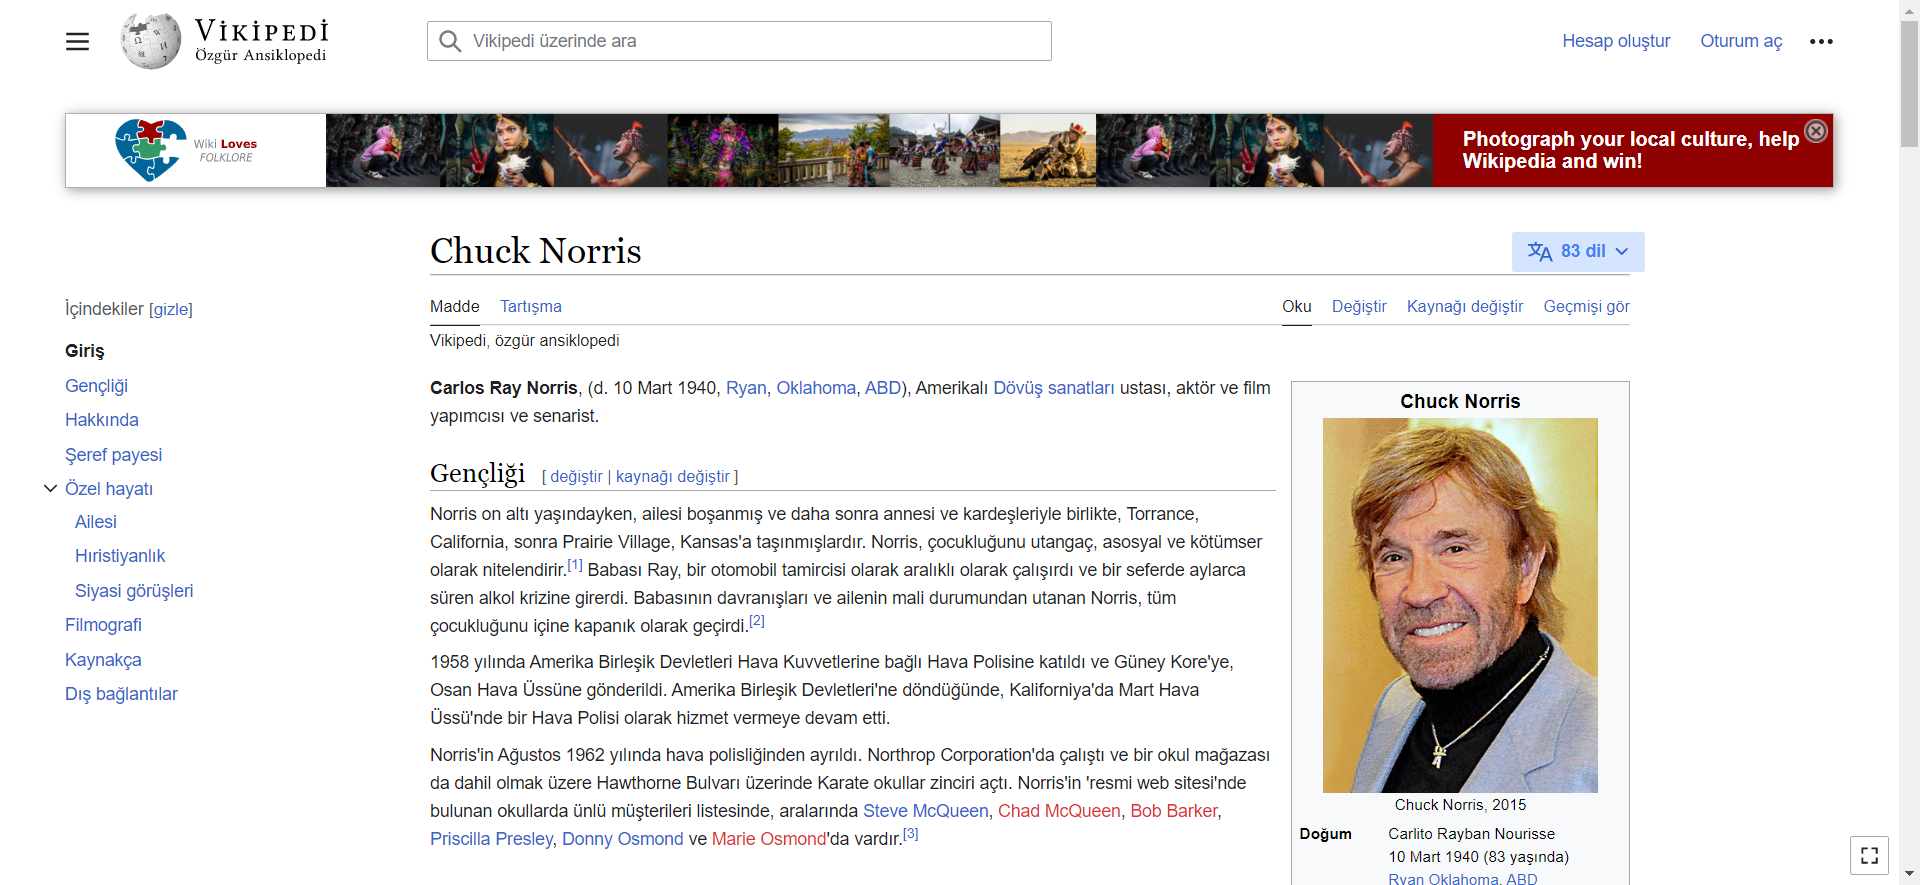 VİKİPEDİ
Özgür Ansiklopedi
Vikipedi üzerinde ara
Hesap oluştur
Oturum aç
Wiki Loves
FOLKLORE
Photograph your local culture, help
Wikipedia and win!
Chuck Norris
83 dil
İçindekiler [gizle]
Giriş
Gençliği
Hakkında
Şeref payesi
Özel hayatı
Ailesi
Hıristiyanlık
Siyasi görüşleri
Filmografi
Kaynakça
Dış bağlantılar
Madde Tartışma
Oku Değiştir Kaynağı değiştir Geçmişi gör
Vikipedi, özgür ansiklopedi
Carlos Ray Norris, (d. 10 Mart 1940, Ryan, Oklahoma, ABD), Amerikalı Dövüş sanatları ustası, aktör ve film
yapımcısı ve senarist.
Gençliği [ değiştir | kaynağı değiştir ]
Norris on altı yaşındayken, ailesi boşanmış ve daha sonra annesi ve kardeşleriyle birlikte, Torrance,
California, sonra Prairie Village, Kansas'a taşınmışlardır. Norris, çocukluğunu utangaç, asosyal ve kötümser
olarak nitelendirir.[1] Babası Ray, bir otomobil tamircisi olarak aralıklı olarak çalışırdı ve bir seferde aylarca
süren alkol krizine girerdi. Babasının davranışları ve ailenin mali durumundan utanan Norris, tüm
çocukluğunu içine kapanık olarak geçirdi.[2]
1958 yılında Amerika Birleşik Devletleri Hava Kuvvetlerine bağlı Hava Polisine katıldı ve Güney Kore'ye,
Osan Hava Üssüne gönderildi. Amerika Birleşik Devletleri'ne döndüğünde, Kaliforniya'da Mart Hava
Üssü'nde bir Hava Polisi olarak hizmet vermeye devam etti.
Norris'in Ağustos 1962 yılında hava polisliğinden ayrıldı. Northrop Corporation'da çalıştı ve bir okul mağazası
da dahil olmak üzere Hawthorne Bulvarı üzerinde Karate okullar zinciri açtı. Norris'in 'resmi web sitesi'nde
bulunan okullarda ünlü müşterileri listesinde, aralarında Steve McQueen, Chad McQueen, Bob Barker,
Priscilla Presley, Donny Osmond ve Marie Osmond'da vardır.[3]
Chuck Norris
Chuck Norris, 2015
Doğum Carlito Rayban Nourisse
10 Mart 1940 (83 yaşında)
Ryan Oklahoma, ABD